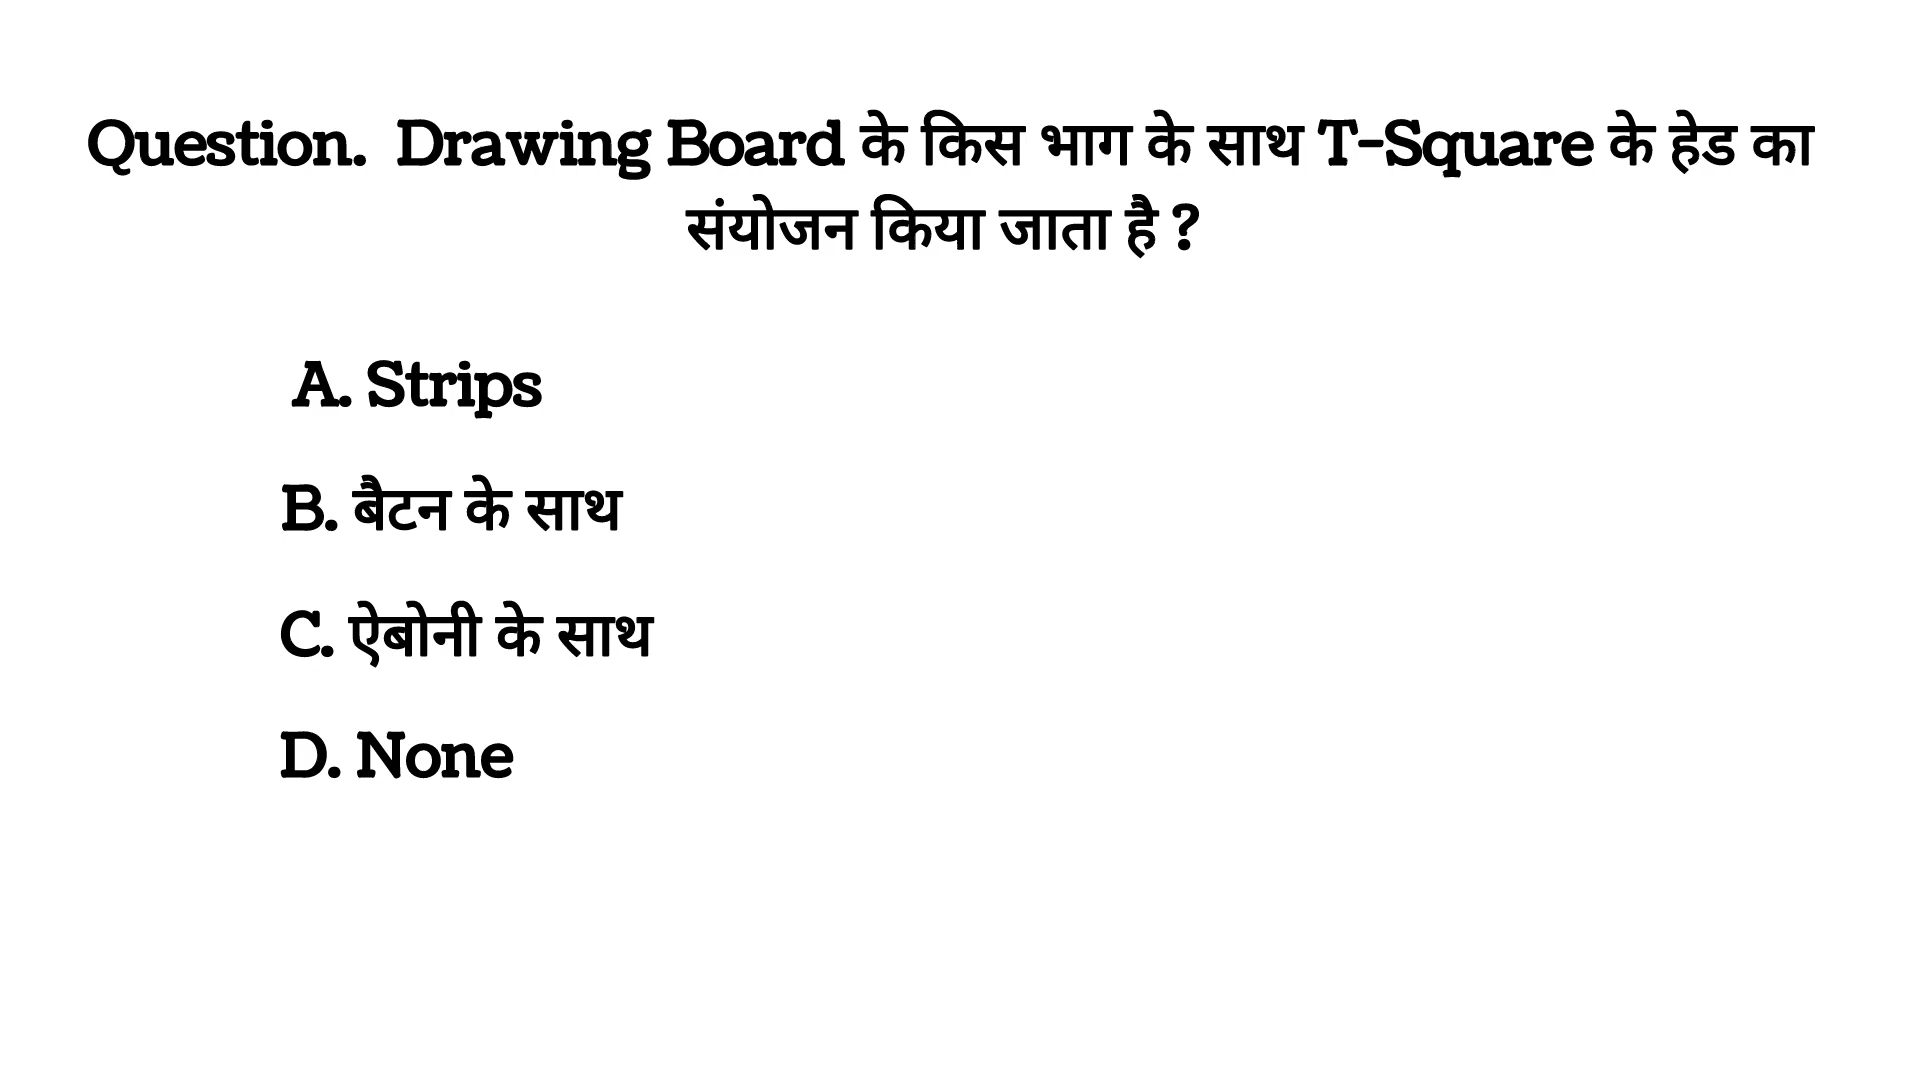 Question. Drawing Board के किस भाग के साथ T-Square के हेड का
संयोजन किया जाता है ?
A. Strips
B. बैटन के साथ
C. ऐबोनी के साथ
D. None